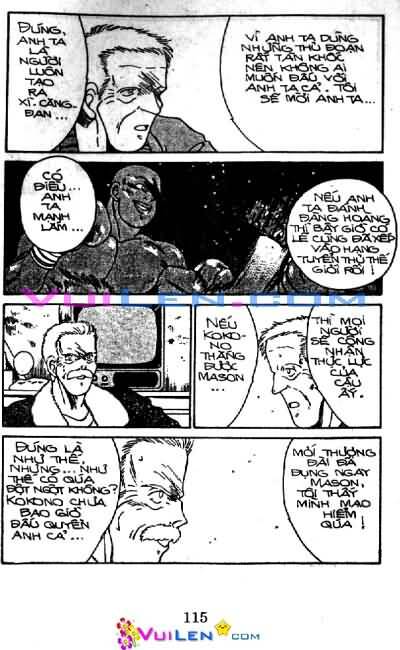 ĐÚNG,
ANH TA
LÀ
NGƯỜI
LUÔN
TẠO
RA
XÌ-CĂNG-
ĐAN...
VÌ ANH TA DÙNG
NHỮNG THỦ ĐOẠN
RẤT TÀN KHỐC
NÊN KHÔNG AI
MUỐN ĐẤU VỚI
ANH TA CẢ. TÔI
SẼ MỜI ANH TA...
CÓ
ĐIỀU...
ANH
TA
MẠNH
LẮM...
NẾU ANH
TA ĐÁNH
ĐÀNG HOÀNG
THÌ BÂY GIỜ CÓ
LẼ CŨNG ĐÃ XẾP
VÀO HẠNG
TUYỂN THỦ THẾ
GIỚI RỒI!
VUILEN.COM
NẾU
KOKO-
NO
THẮNG
ĐƯỢC
MASON
...
THÌ MỌI
NGƯỜI
SẼ CÔNG
NHẬN
THỰC LỰC
CỦA
CẬU
ẤY.
ĐÚNG LÀ
NHƯ THẾ,
NHƯNG... NHƯ
THẾ CÓ QUÁ
ĐỘT NGỘT KHÔNG?
KOKONO CHƯA
BAO GIỜ
ĐẤU QUYỀN
ANH CẢ...
MỚI THƯỢNG
ĐÀI ĐÃ
ĐỤNG NGAY
MASON,
TÔI THẤY
MÌNH MẠO
HIỂM
QUÁ!
115
VUILEN.COM